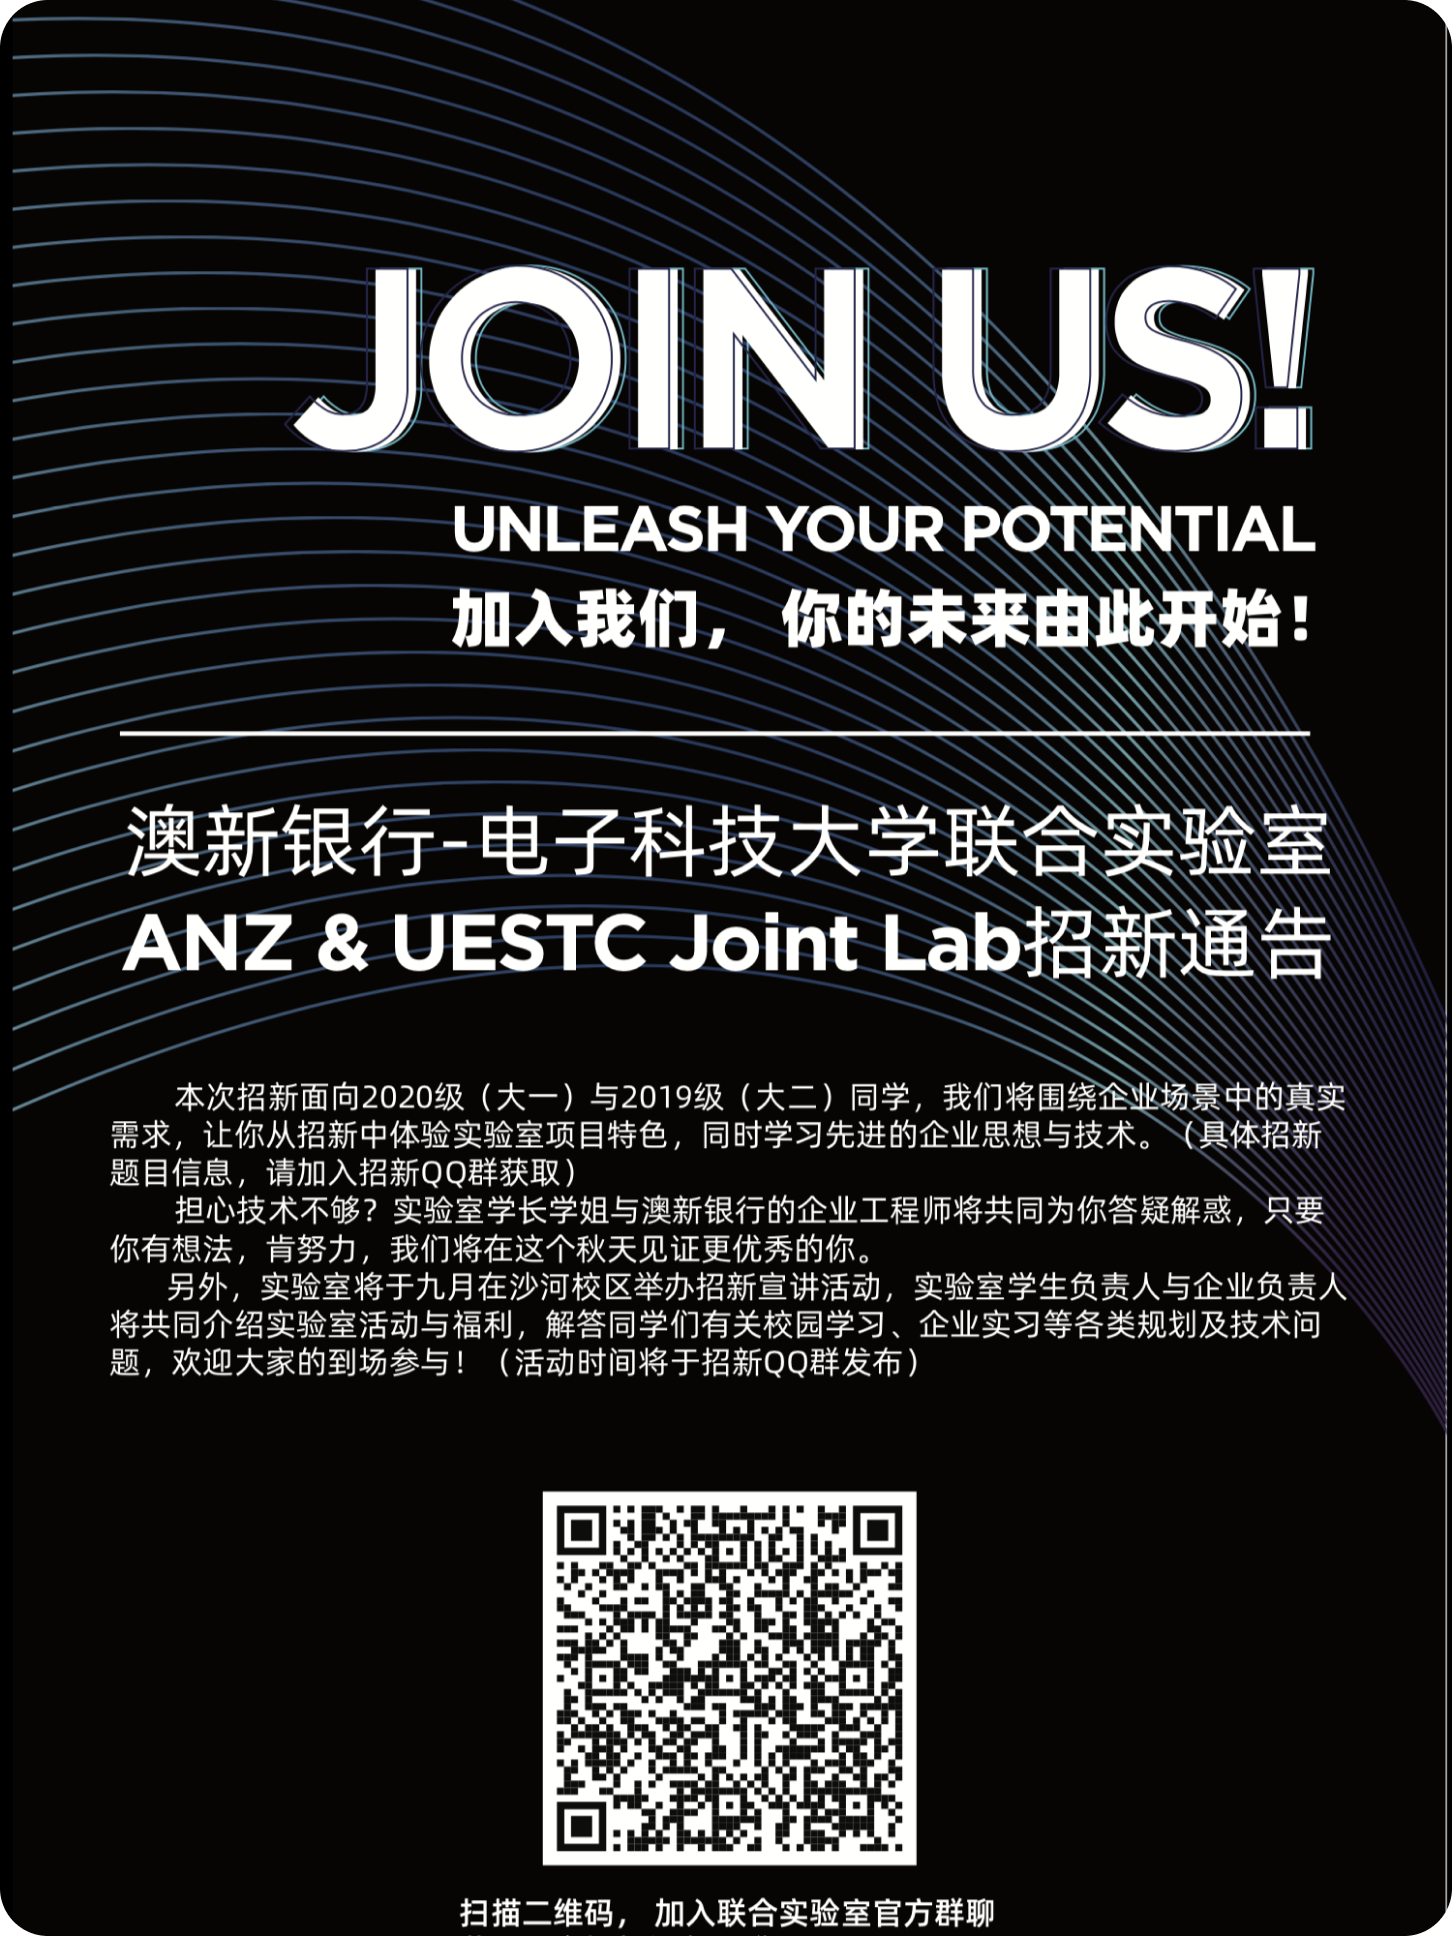 JOIN US!
UNLEASH YOUR POTENTIAL
加入我们，你的未来由此开始！
澳新银行-电子科技大学联合实验室
ANZ & UESTC Joint Lab招新通告
本次招新面向2020级（大一）与2019级（大二）同学，我们将围绕企业场景中的真实
需求，让你从招新中体验实验室项目特色，同时学习先进的企业思想与技术。（具体招新
题目信息，请加入招新QQ群获取）
担心技术不够？实验室学长学姐与澳新银行的企业工程师将共同为你答疑解惑，只要
你有想法，肯努力，我们将在这个秋天见证更优秀的你。
另外，实验室将于九月在沙河校区举办招新宣讲活动，实验室学生负责人与企业负责人
将共同介绍实验室活动与福利，解答同学们有关校园学习、企业实习等各类规划及技术问
题，欢迎大家的到场参与！（活动时间将于招新QQ群发布）
扫描二维码， 加入联合实验室官方群聊